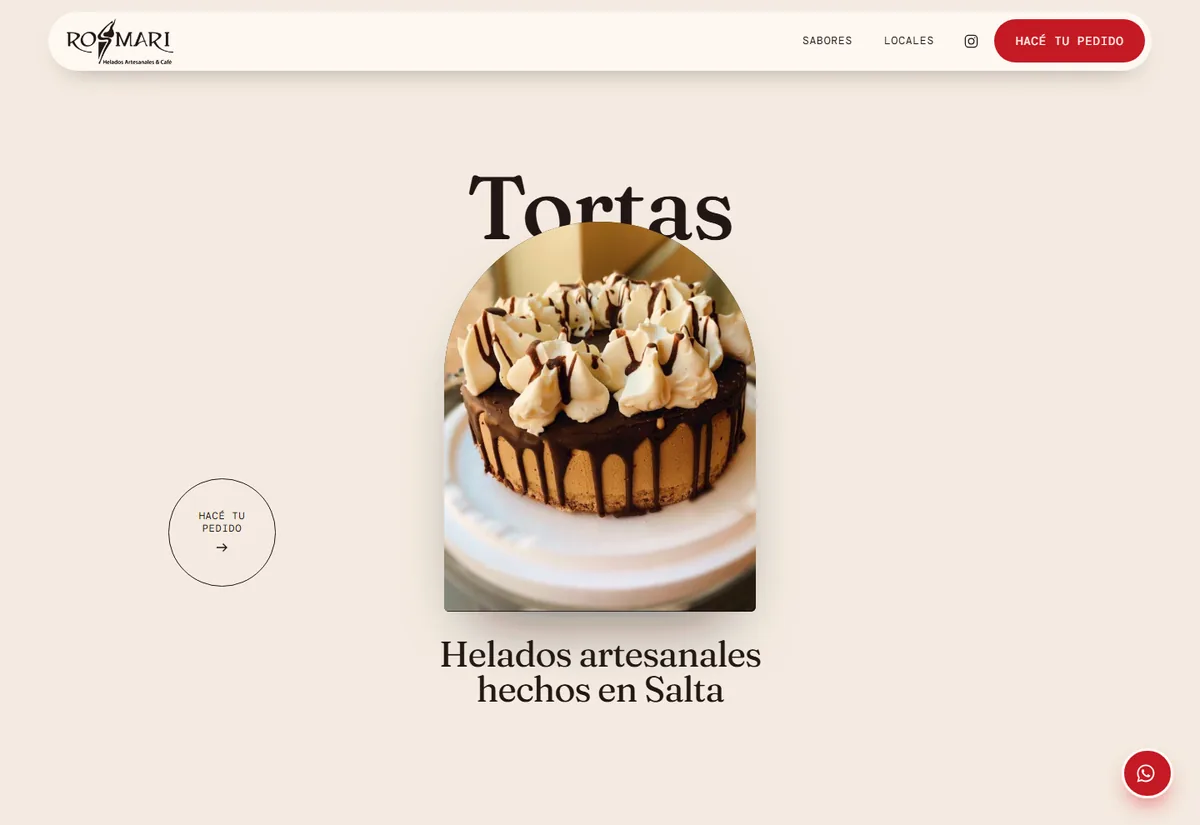 ROSMARI
Helados Artesanales & Café
SABORES
LOCALES
HACÉ TU PEDIDO
Tortas
HACÉ TU
PEDIDO
Helados artesanales
hechos en Salta